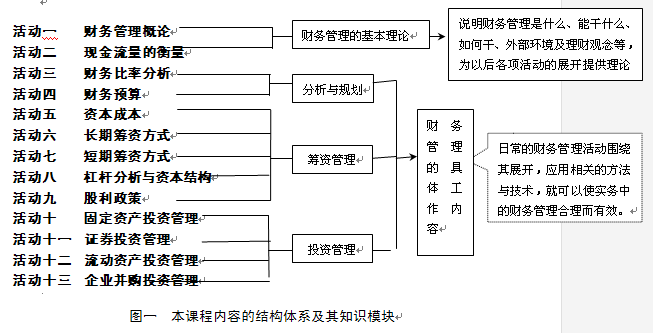 活动一 财务管理概论
活动二 现金流量的衡量
活动三 财务比率分析
活动四 财务预算
活动五 资本成本
活动六 长期筹资方式
活动七 短期筹资方式
活动八 杠杆分析与资本结构
活动九 股利政策
活动十 固定资产投资管理
活动十一 证券投资管理
活动十二 流动资产投资管理
活动十三 企业并购投资管理
财务管理的基本理论
分析与规划
筹资管理
投资管理
说明财务管理是什么、能干什么、
如何干、外部环境及理财观念等，
为以后各项活动的展开提供理论
财 务
管 理
的 具
体 工
作 内
容
日常的财务管理活动围绕
其展开，应用相关的方法
与技术，就可以使实务中
的财务管理合理而有效。
图一 本课程内容的结构体系及其知识模块